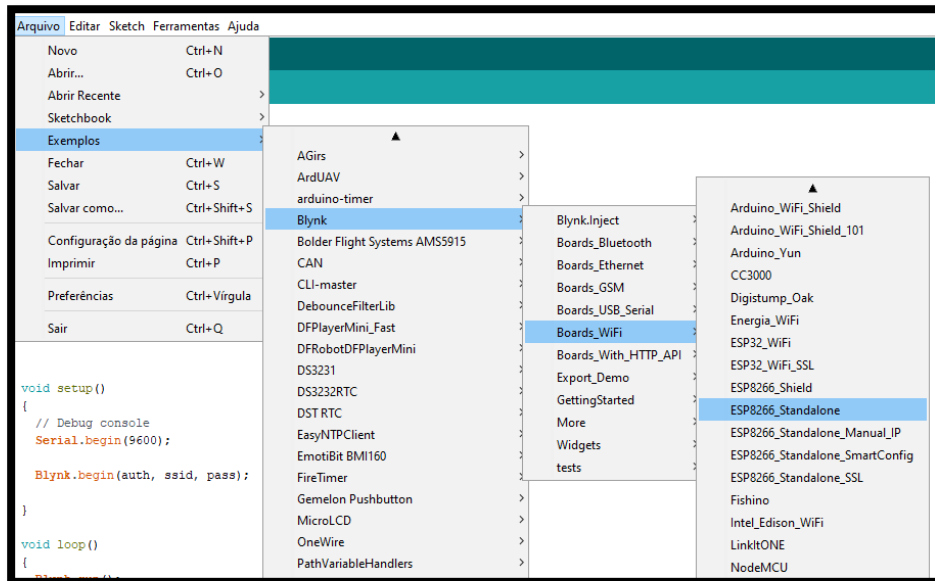 Arquivo Editar Sketch Ferramentas Ajuda
Novo Ctrl+N
Abrir... Ctrl+O
Abrir Recente
Sketchbook
Exemplos
Fechar Ctrl+W
Salvar Ctrl+S
Salvar como... Ctrl+Shift+S
Configuração da página Ctrl+Shift+P
Imprimir Ctrl+P
Preferências Ctrl+Vírgula
Sair Ctrl+Q
AGirs
ArdUAV
arduino-timer
Blynk
Bolder Flight Systems AMS5915
CAN
CLI-master
DebounceFilterLib
DFPlayerMini_Fast
DFRobotDFPlayerMini
DS3231
DS3232RTC
DST RTC
EasyNTPClient
EmotiBit BMI160
FireTimer
Gemelon Pushbutton
MicroLCD
OneWire
PathVariableHandlers
Blynk.Inject
Boards_Bluetooth
Boards_Ethernet
Boards_GSM
Boards_USB_Serial
Boards_WiFi
Boards_With_HTTP_API
Export_Demo
GettingStarted
More
Widgets
tests
Arduino_WiFi_Shield
Arduino_WiFi_Shield_101
Arduino_Yun
CC3000
Digistump_Oak
Energia_WiFi
ESP32_WiFi
ESP32_WiFi_SSL
ESP8266_Shield
ESP8266_Standalone
ESP8266_Standalone_Manual_IP
ESP8266_Standalone_SmartConfig
ESP8266_Standalone_SSL
Fishino
Intel_Edison_WiFi
LinkItONE
NodeMCU
void setup()
{
// Debug console
Serial.begin(9600);
Blynk.begin(auth, ssid, pass);
}
void loop()
{